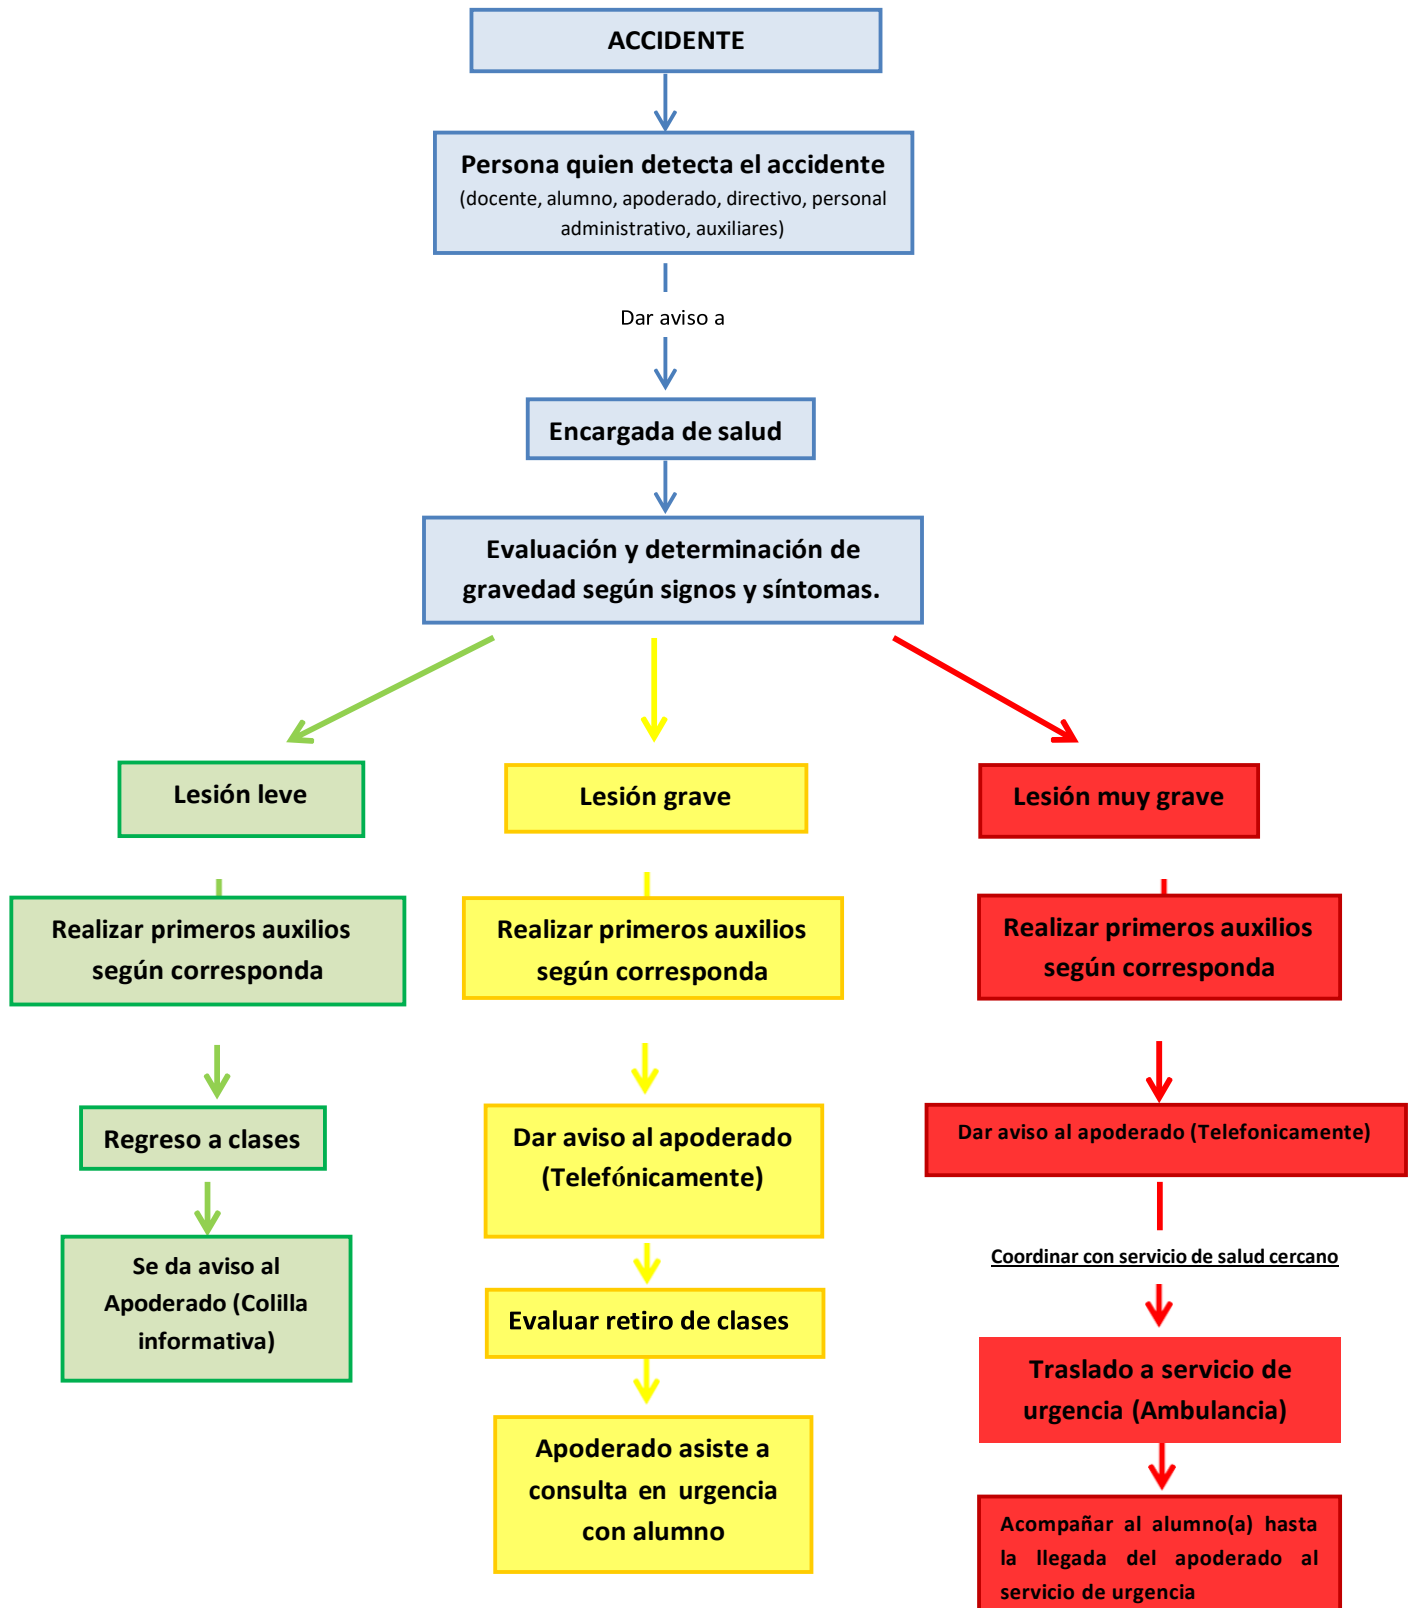 ACCIDENTE
Persona quien detecta el accidente
(docente, alumno, apoderado, directivo, personal
administrativo, auxiliares)
Dar aviso a
Encargada de salud
Evaluación y determinación de
gravedad según signos y síntomas.
Lesión leve
Lesión grave
Lesión muy grave
Realizar primeros auxilios
según corresponda
Realizar primeros auxilios
según corresponda
Realizar primeros auxilios
según corresponda
Regreso a clases
Dar aviso al apoderado
(Telefónicamente)
Dar aviso al apoderado (Telefonicamente)
Se da aviso al
Apoderado (Colilla
informativa)
Evaluar retiro de clases
Coordinar con servicio de salud cercano
Traslado a servicio de
urgencia (Ambulancia)
Apoderado asiste a
consulta en urgencia
con alumno
Acompañar al alumno(a) hasta
la llegada del apoderado al
servicio de urgencia